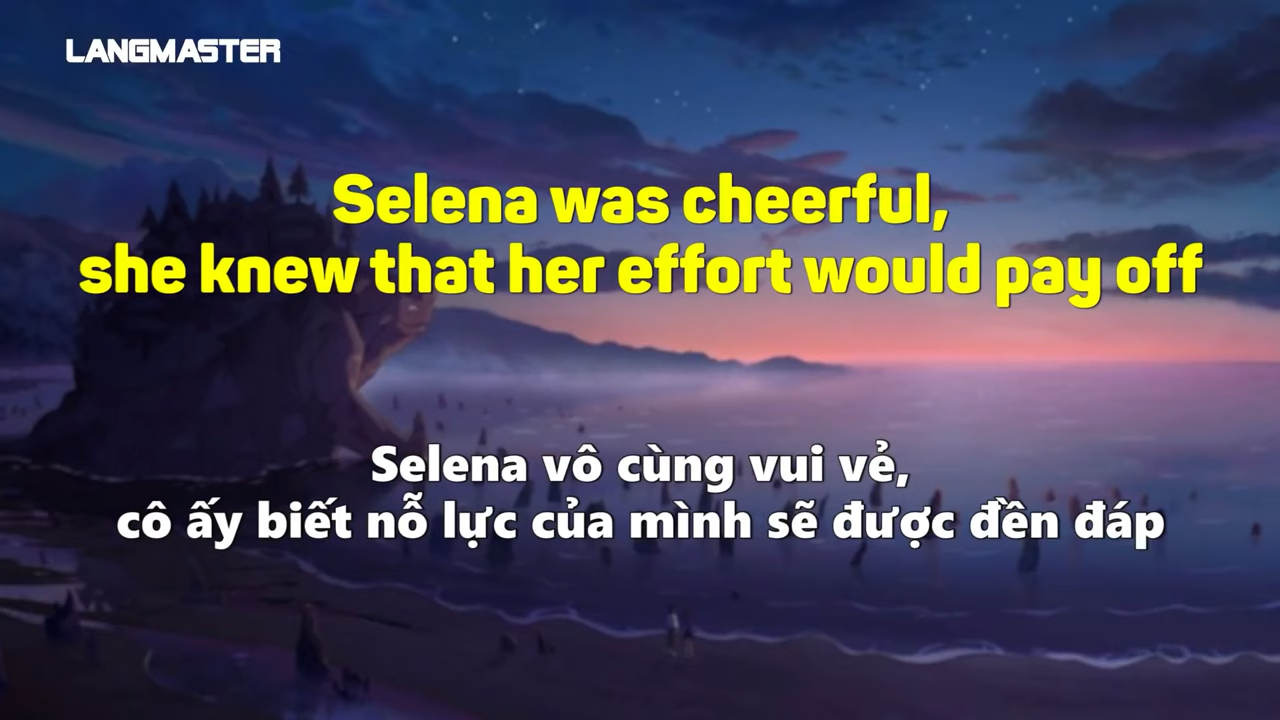 LANGMASTER
Selena was cheerful,
she knew that her effort would pay off
Selena vô cùng vui vẻ,
cô ấy biết nỗ lực của mình sẽ được đền đáp